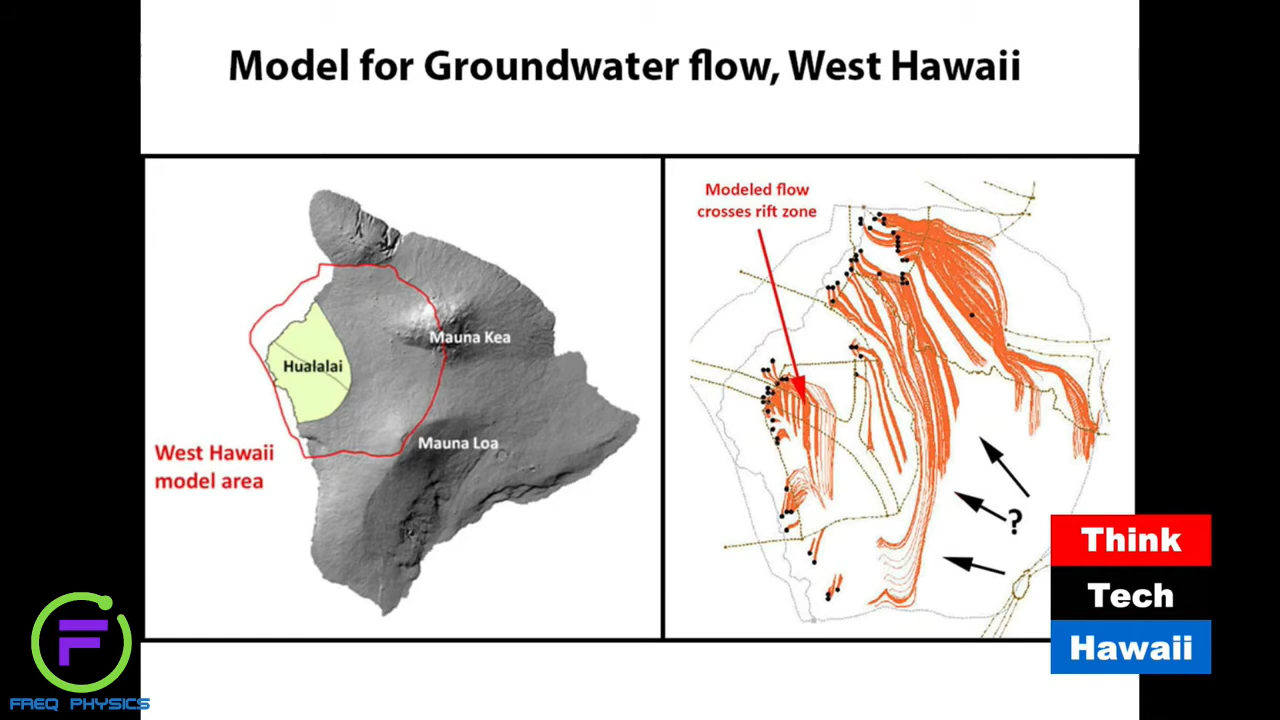 Model for Groundwater flow, West Hawaii
Mauna Kea
Hualalai
Mauna Loa
West Hawaii
model area
Modeled flow
crosses rift zone
?
Think
Tech
Hawaii
F
FREQ PHYSICS